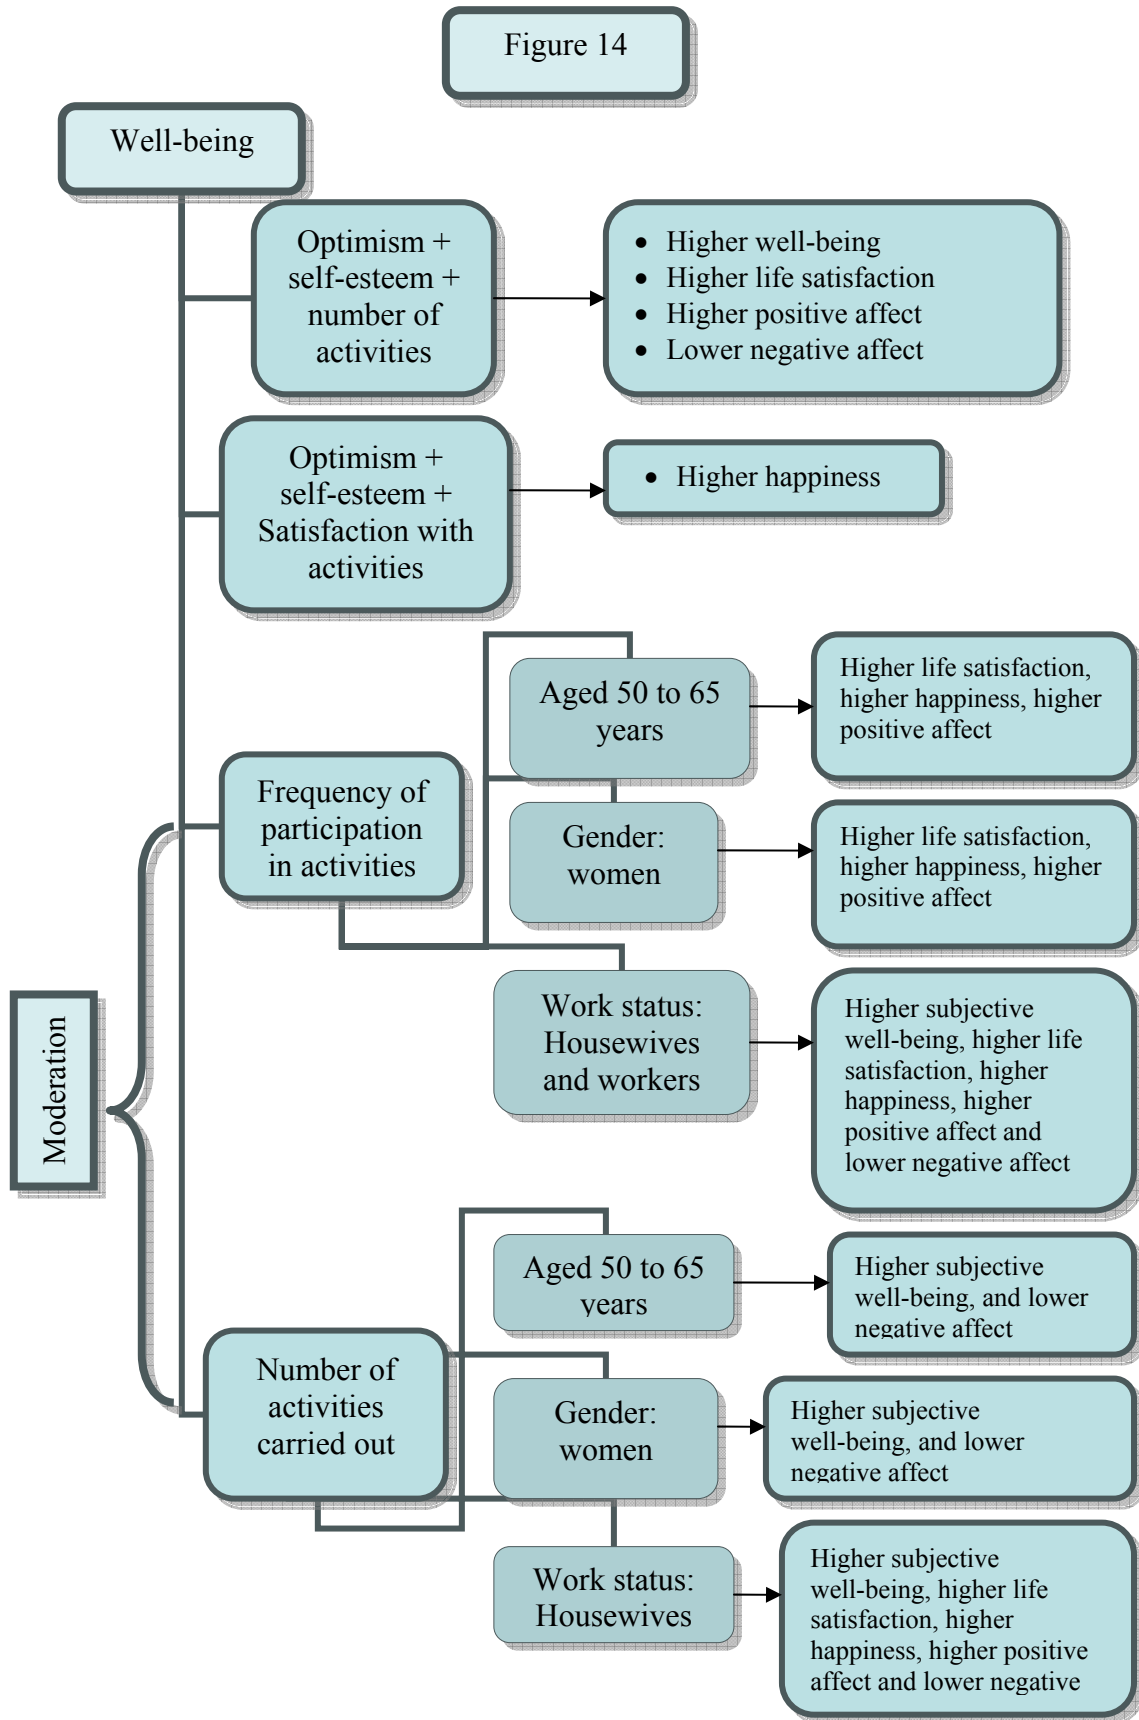 Figure 14
Well-being
Optimism +
self-esteem +
number of
activities
• Higher well-being
• Higher life satisfaction
• Higher positive affect
• Lower negative affect
Optimism +
self-esteem +
Satisfaction with
activities
• Higher happiness
Moderation
Frequency of
participation
in activities
Aged 50 to 65
years
Higher life satisfaction,
higher happiness, higher
positive affect
Gender:
women
Higher life satisfaction,
higher happiness, higher
positive affect
Work status:
Housewives
and workers
Higher subjective
well-being, higher life
satisfaction, higher
happiness, higher
positive affect and
lower negative affect
Number of
activities
carried out
Aged 50 to 65
years
Higher subjective
well-being, and lower
negative affect
Gender:
women
Higher subjective
well-being, and lower
negative affect
Work status:
Housewives
Higher subjective
well-being, higher life
satisfaction, higher
happiness, higher positive
affect and lower negative